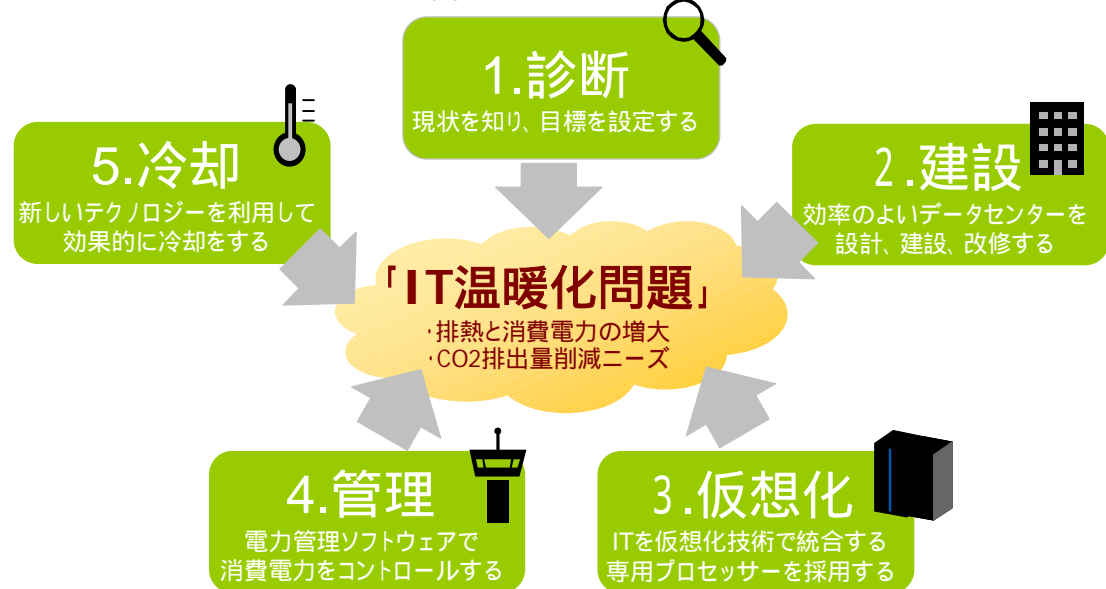 1.診断
現状を知り、目標を設定する
2.建設
効率のよいデータセンターを
設計、建設、改修する
3.仮想化
ITを仮想化技術で統合する
専用プロセッサーを採用する
4.管理
電力管理ソフトウェアで
消費電力をコントロールする
5.冷却
新しいテクノロジーを利用して
効果的に冷却をする
「IT温暖化問題」
・排熱と消費電力の増大
・CO2排出量削減ニーズ